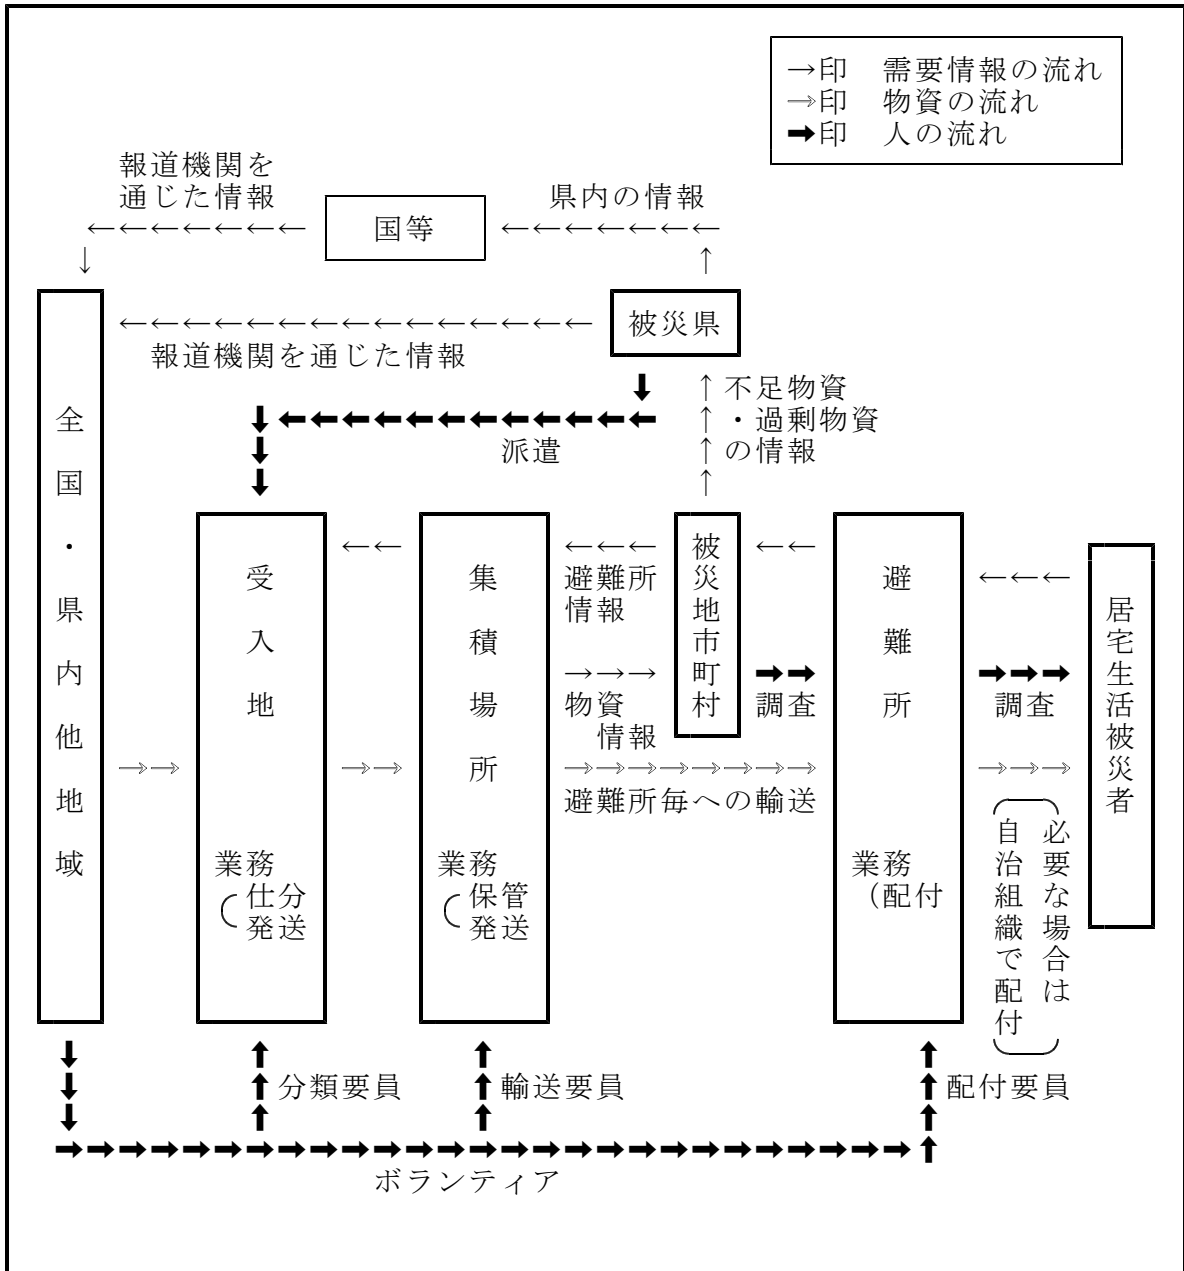 →印　需要情報の流れ
⇒印　物資の流れ
➡印　人の流れ
報道機関を
通じた情報
県内の情報
国等
被災県
報道機関を通じた情報
不足物資
・過剰物資
の情報
派遣
全国・県内他地域
受入地
業務
仕分
発送
集積場所
業務
保管
発送
避難所
情報
物資
情報
被災地市町村
調査
避難所毎への輸送
避難所
業務
（配付
調査
必要な場合は
自治組織で配付
居宅生活被災者
分類要員
輸送要員
配付要員
ボランティア